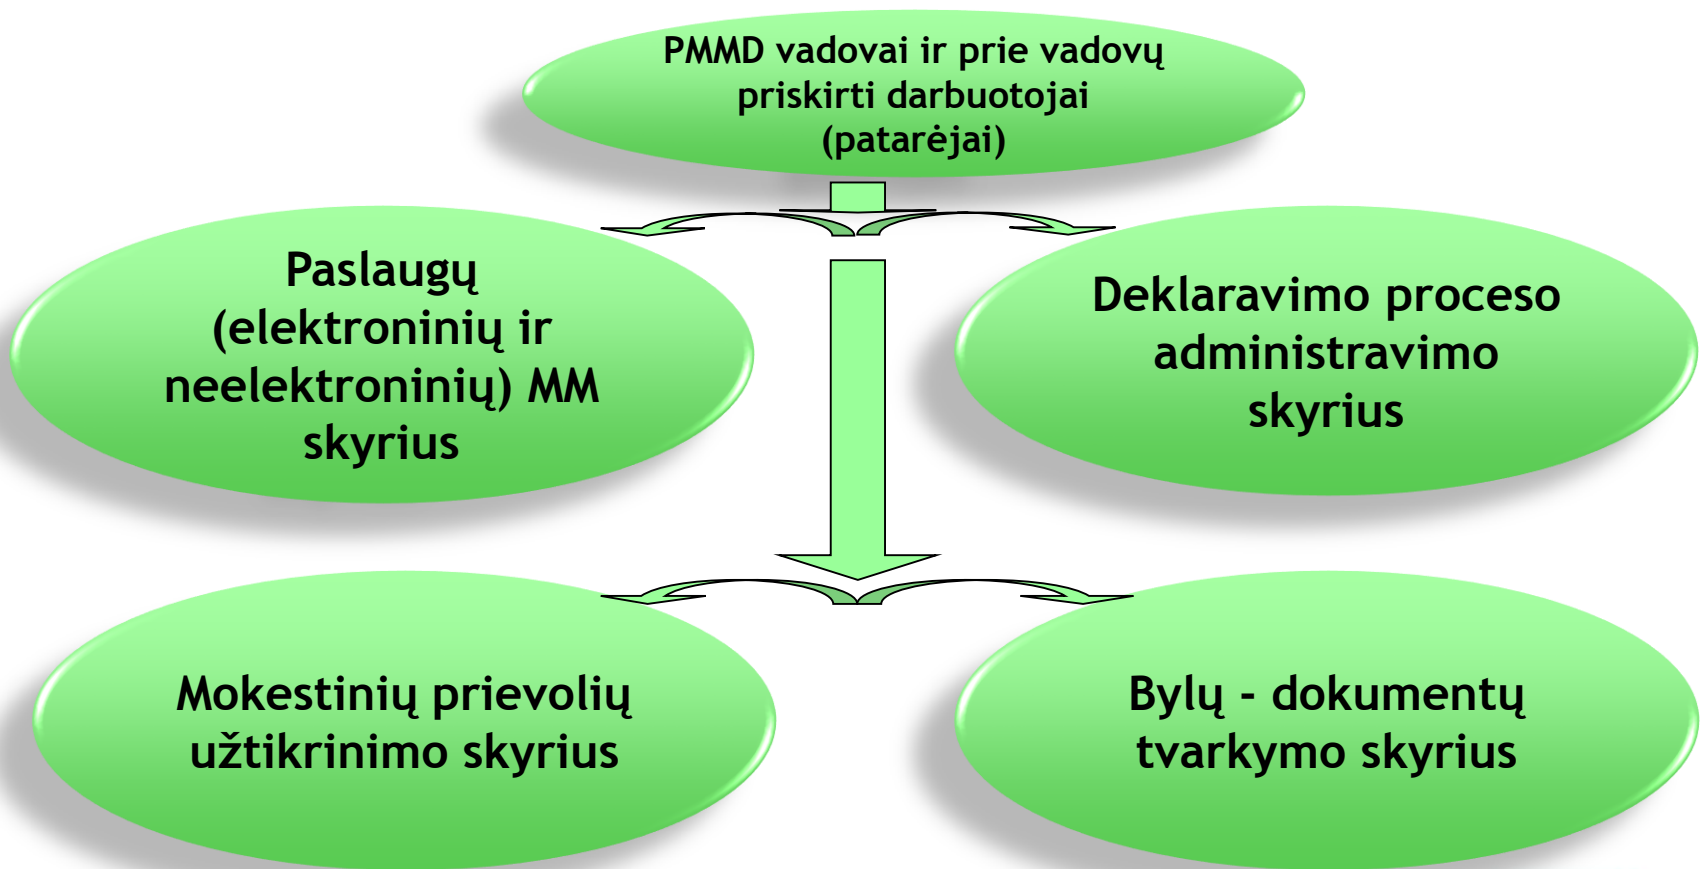 PMMD vadovai ir prie vadovų
priskirti darbuotojai
(patarėjai)
Paslaugų
(elektroninių ir
neelektroninių) MM
skyrius
Deklaravimo proceso
administravimo
skyrius
Mokestinių prievolių
užtikrinimo skyrius
Bylų - dokumentų
tvarkymo skyrius